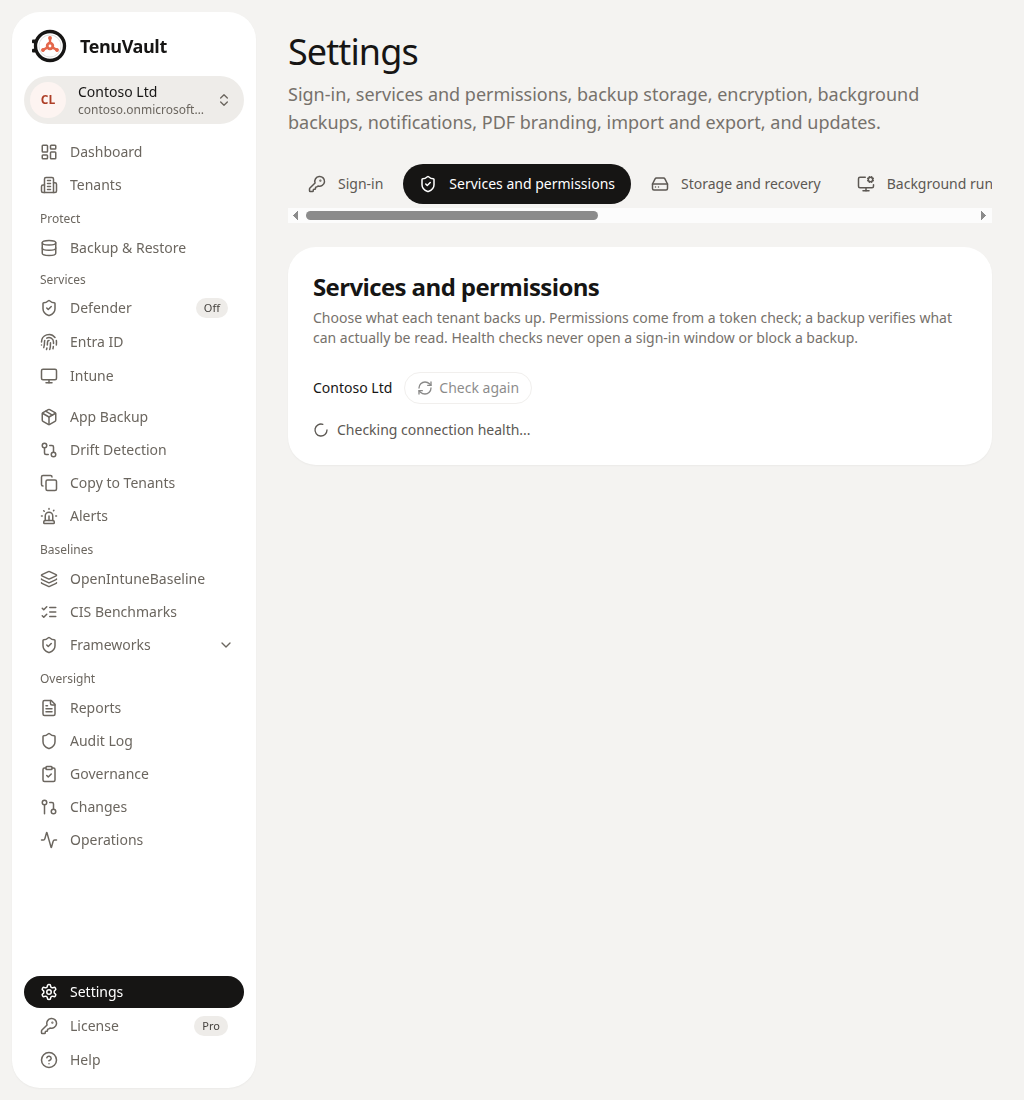 TenuVault
CL
Contoso Ltd
contoso.onmicrosoft...
Dashboard
Tenants
Protect
Backup & Restore
Services
Defender
Off
Entra ID
Intune
App Backup
Drift Detection
Copy to Tenants
Alerts
Baselines
OpenIntuneBaseline
CIS Benchmarks
Frameworks
Oversight
Reports
Audit Log
Governance
Changes
Operations
Settings
License
Pro
Help
Settings
Sign-in, services and permissions, backup storage, encryption, background
backups, notifications, PDF branding, import and export, and updates.
Sign-in
Services and permissions
Storage and recovery
Background run
Services and permissions
Choose what each tenant backs up. Permissions come from a token check; a backup verifies what
can actually be read. Health checks never open a sign-in window or block a backup.
Contoso Ltd
Check again
Checking connection health...